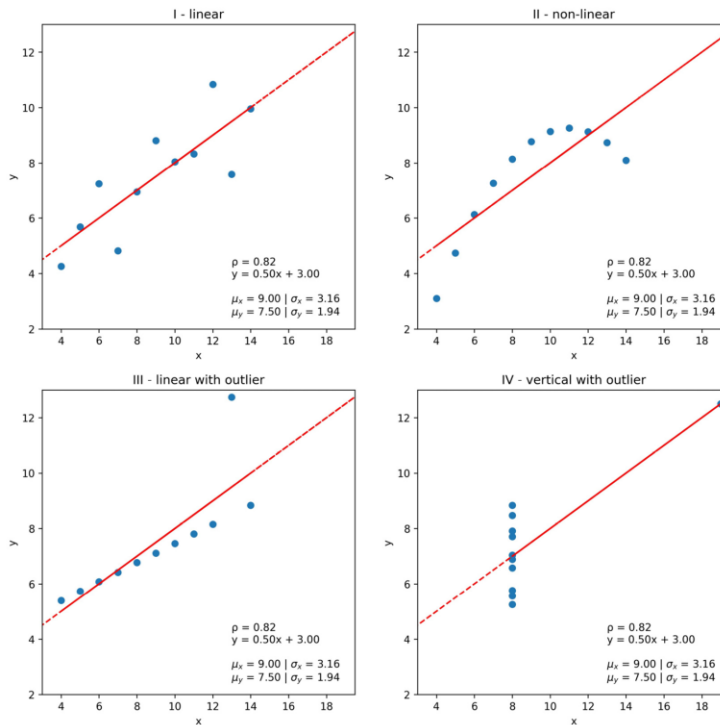 I - linear
12
10
8
6
4
2
y
ρ = 0.82
y = 0.50x + 3.00
μx = 9.00 | σx = 3.16
μy = 7.50 | σy = 1.94
4 6 8 10 12 14 16 18
x
II - non-linear
12
10
8
6
4
2
y
ρ = 0.82
y = 0.50x + 3.00
μx = 9.00 | σx = 3.16
μy = 7.50 | σy = 1.94
4 6 8 10 12 14 16 18
x
III - linear with outlier
12
10
8
6
4
2
y
ρ = 0.82
y = 0.50x + 3.00
μx = 9.00 | σx = 3.16
μy = 7.50 | σy = 1.94
4 6 8 10 12 14 16 18
x
IV - vertical with outlier
12
10
8
6
4
2
y
ρ = 0.82
y = 0.50x + 3.00
μx = 9.00 | σx = 3.16
μy = 7.50 | σy = 1.94
4 6 8 10 12 14 16 18
x